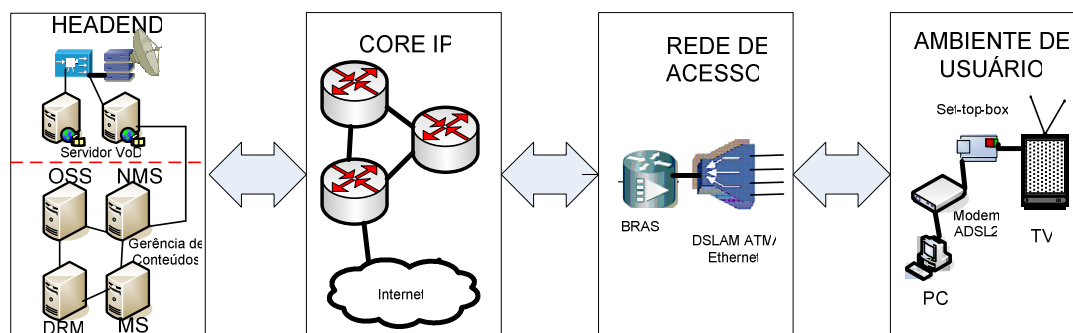 HEADEND
Servidor VoD
OSS NMS
Gerência de
Conteúdos
DRM MS
CORE IP
Internet
REDE DE
ACESSO
BRAS
DSLAM ATM/
Ethernet
AMBIENTE DE
USUÁRIO
Set-top-box
Modem
ADSL2
TV
PC